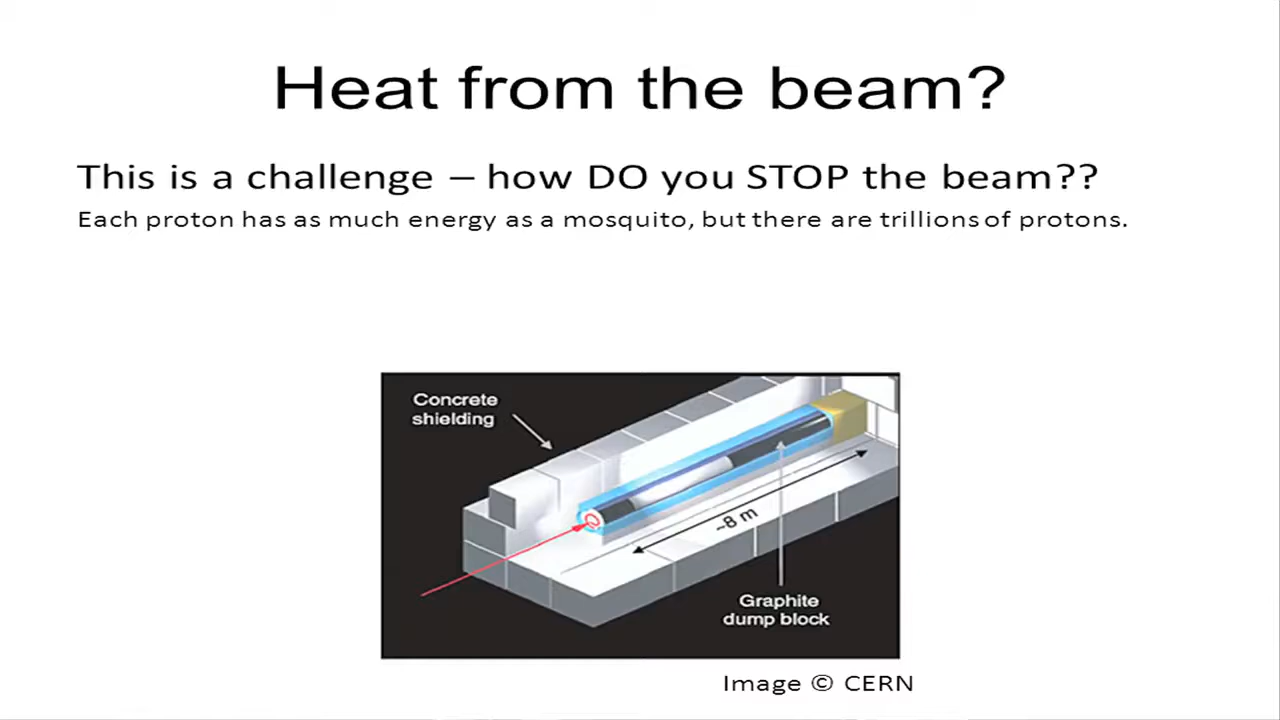 Heat from the beam?
This is a challenge – how DO you STOP the beam??
Each proton has as much energy as a mosquito, but there are trillions of protons.
Concrete
shielding
~8 m
Graphite
dump block
Image © CERN